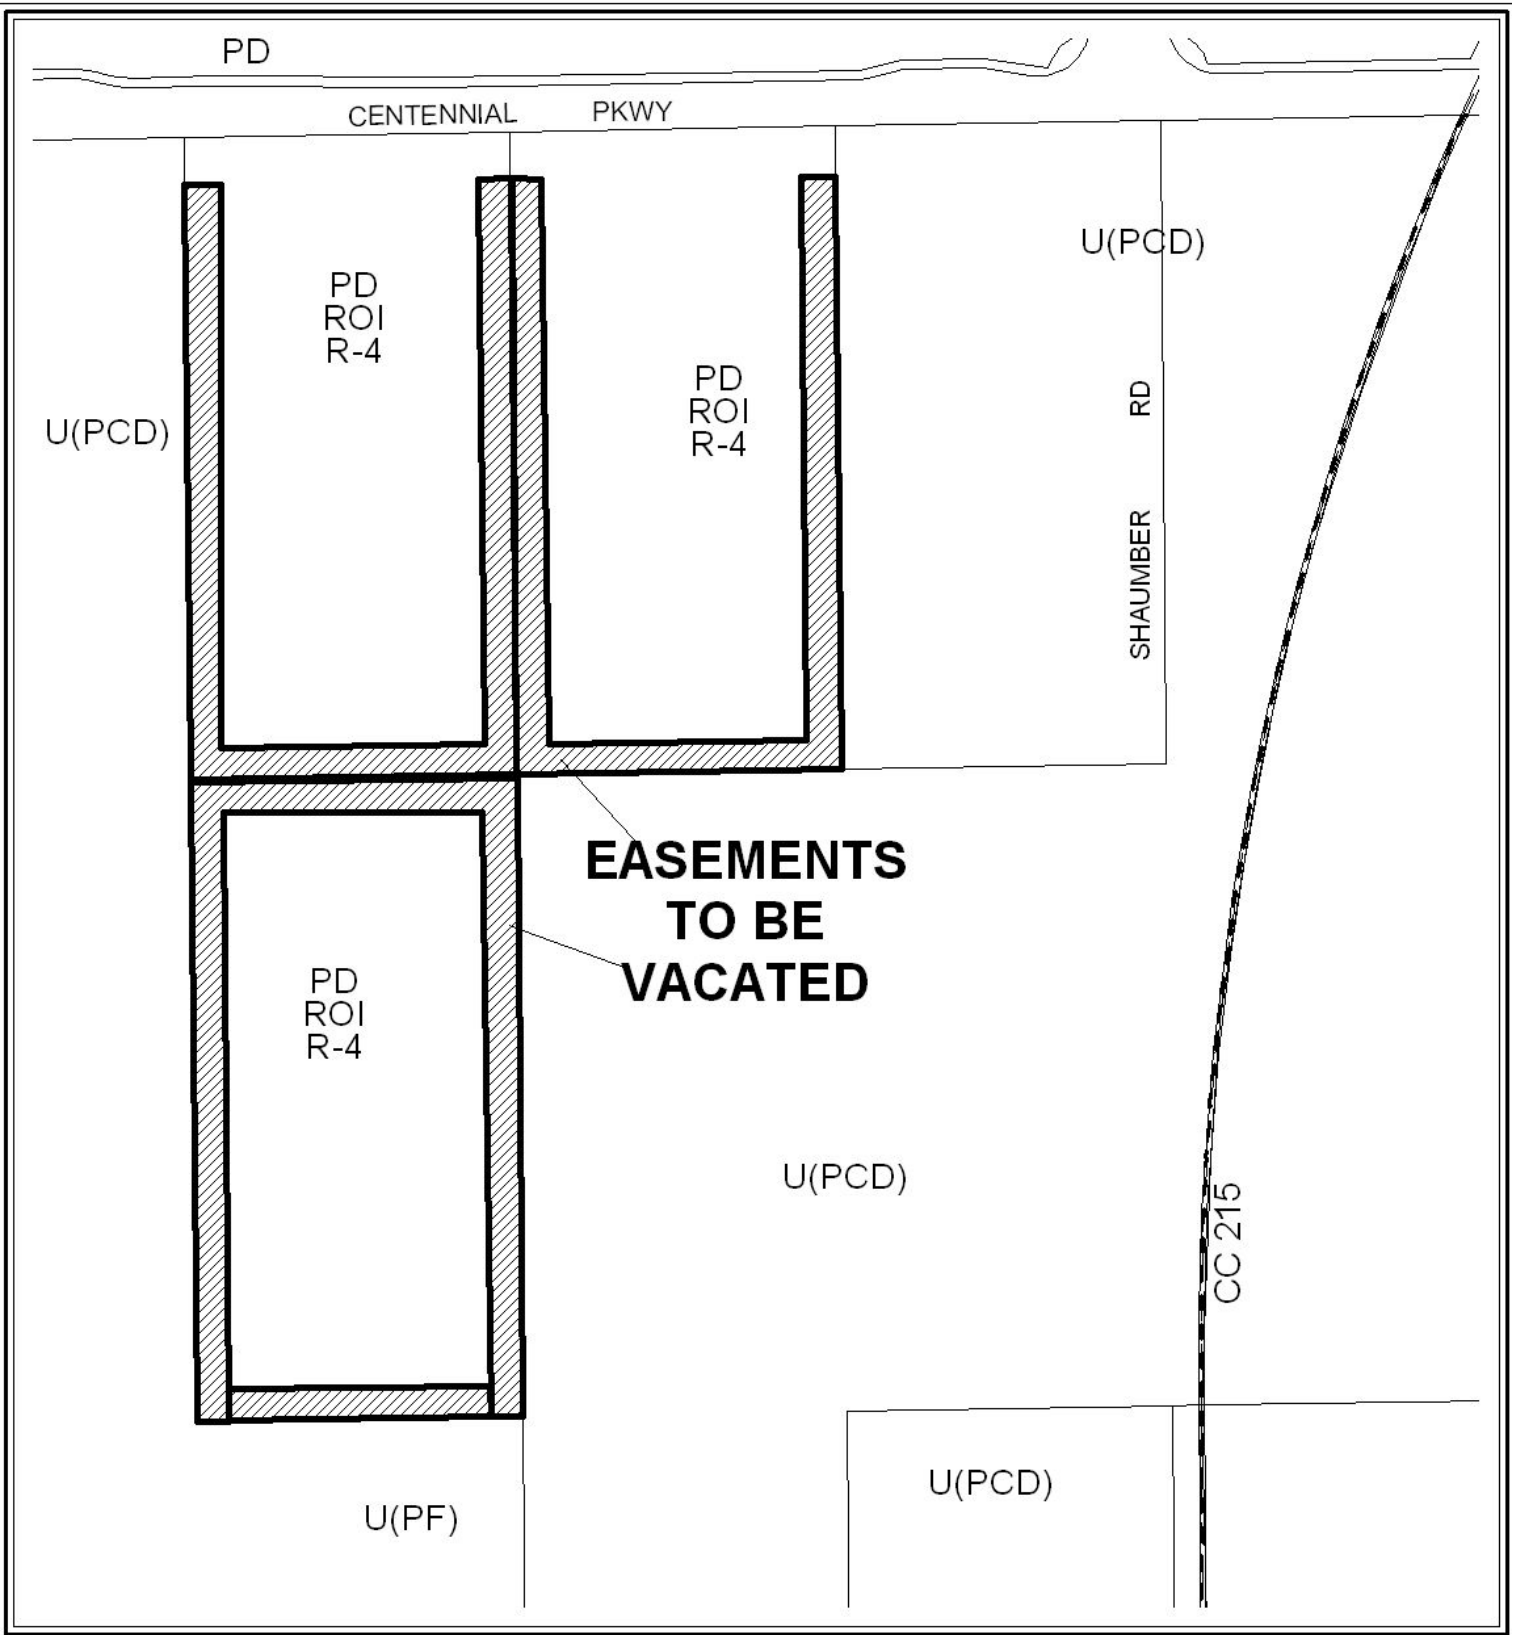 PD
CENTENNIAL PKWY
U(PCD)
PD
ROI
R-4
PD
ROI
R-4
U(PCD)
SHAUMBER RD
EASEMENTS
TO BE
VACATED
PD
ROI
R-4
U(PCD)
CC 215
U(PCD)
U(PF)